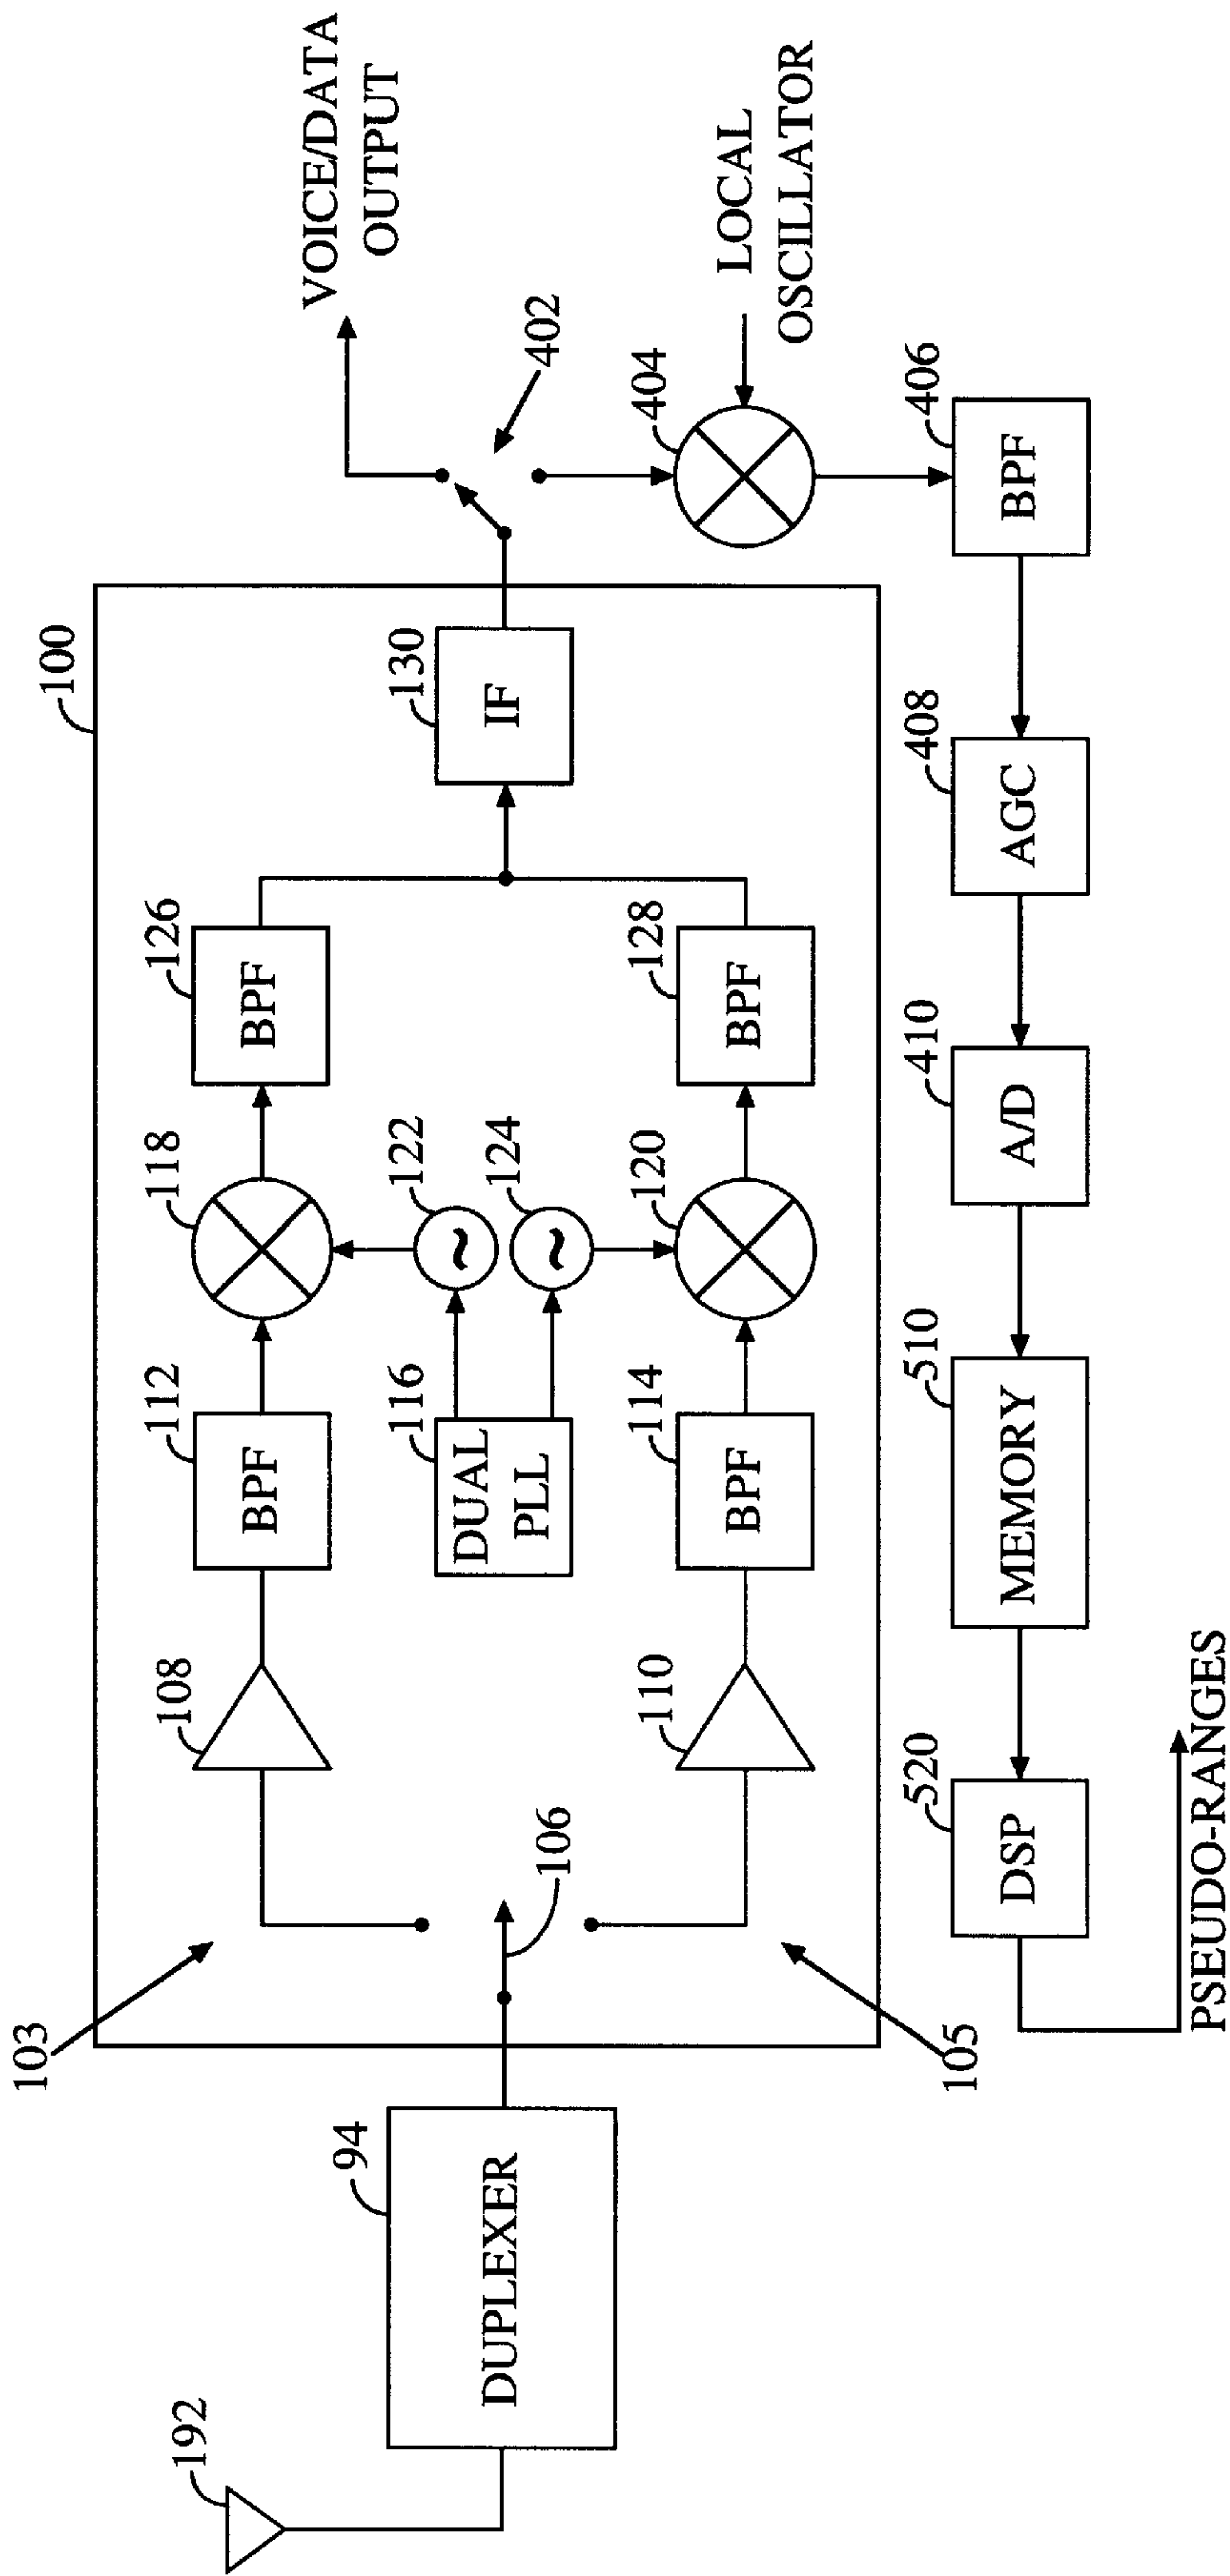 192
94
DUPLEXER
103
105
100
106
108
110
112
BPF
114
BPF
116
DUAL
PLL
118
120
122
124
126
BPF
128
BPF
130
IF
402
VOICE/DATA
OUTPUT
404
LOCAL
OSCILLATOR
406
BPF
408
AGC
410
A/D
510
MEMORY
520
DSP
PSEUDO-RANGES